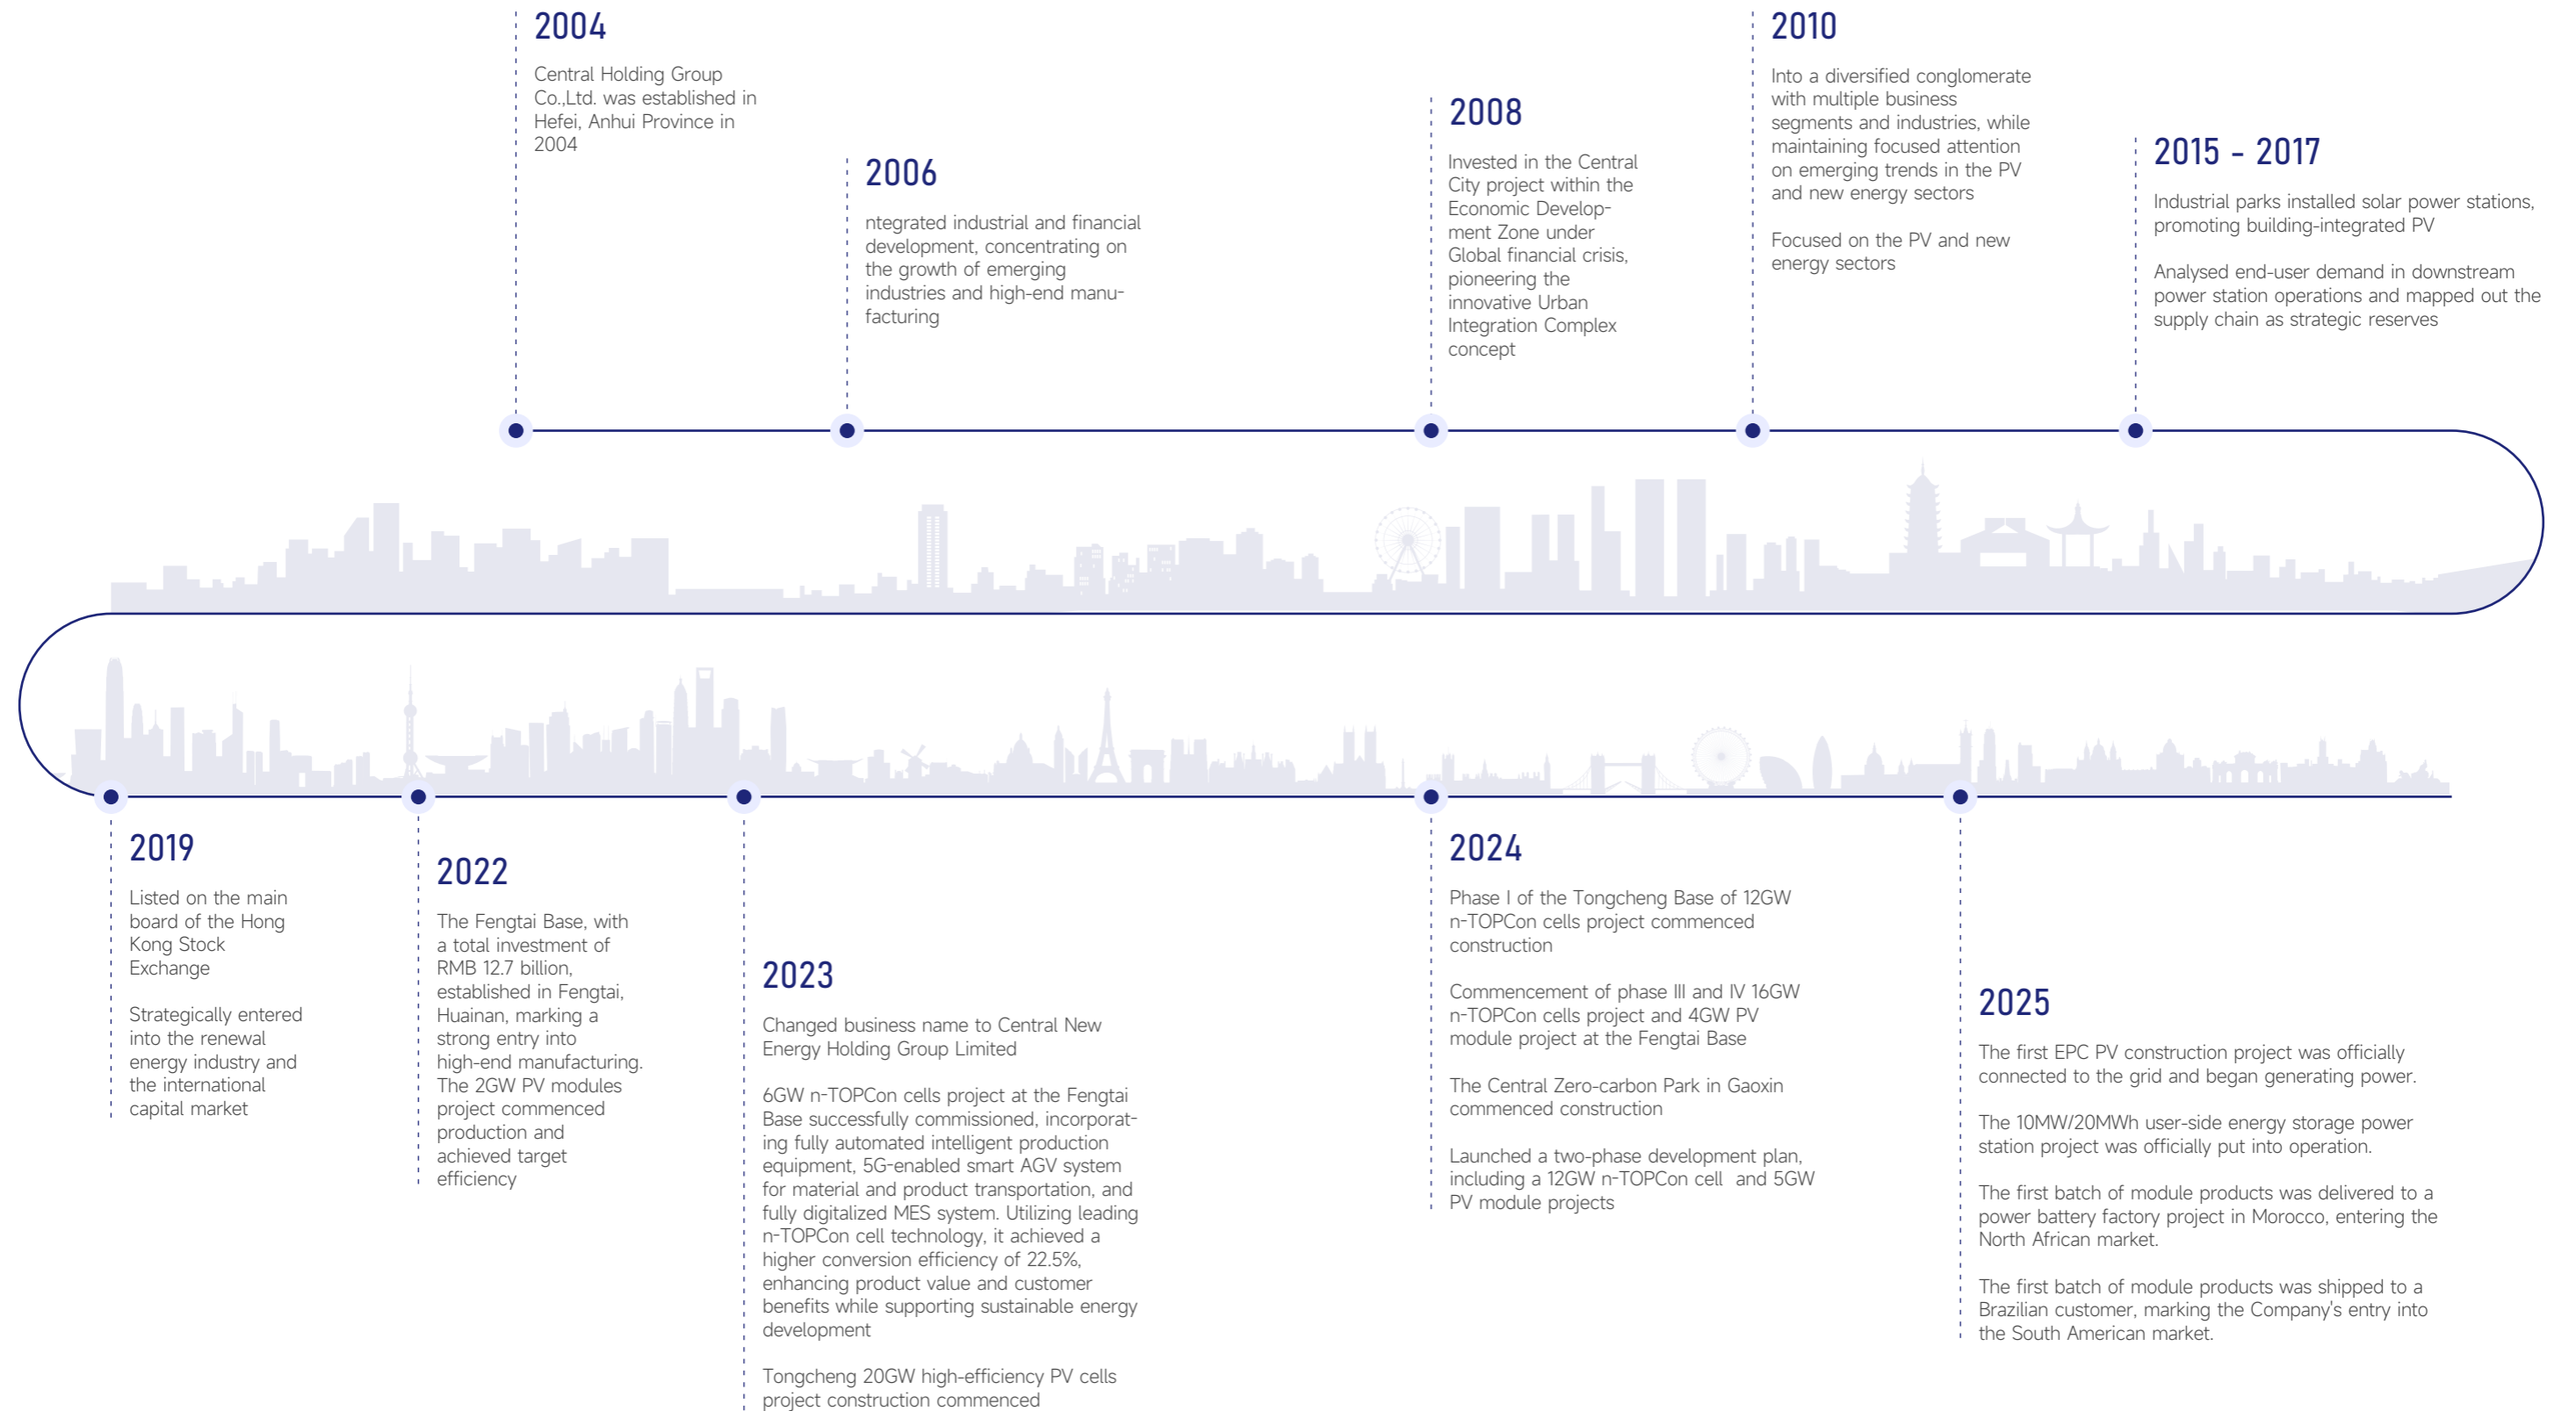 2004
Central Holding Group
Co.,Ltd. was established in
Hefei, Anhui Province in
2004
2006
ntegrated industrial and financial
development, concentrating on
the growth of emerging
industries and high-end manu-
facturing
2008
Invested in the Central
City project within the
Economic Develop-
ment Zone under
Global financial crisis,
pioneering the
innovative Urban
Integration Complex
concept
2010
Into a diversified conglomerate
with multiple business
segments and industries, while
maintaining focused attention
on emerging trends in the PV
and new energy sectors
Focused on the PV and new
energy sectors
2015 - 2017
Industrial parks installed solar power stations,
promoting building-integrated PV
Analysed end-user demand in downstream
power station operations and mapped out the
supply chain as strategic reserves
2019
Listed on the main
board of the Hong
Kong Stock
Exchange
Strategically entered
into the renewal
energy industry and
the international
capital market
2022
The Fengtai Base, with
a total investment of
RMB 12.7 billion,
established in Fengtai,
Huainan, marking a
strong entry into
high-end manufacturing.
The 2GW PV modules
project commenced
production and
achieved target
efficiency
2023
Changed business name to Central New
Energy Holding Group Limited
6GW n-TOPCon cells project at the Fengtai
Base successfully commissioned, incorporat-
ing fully automated intelligent production
equipment, 5G-enabled smart AGV system
for material and product transportation, and
fully digitalized MES system. Utilizing leading
n-TOPCon cell technology, it achieved a
higher conversion efficiency of 22.5%,
enhancing product value and customer
benefits while supporting sustainable energy
development
Tongcheng 20GW high-efficiency PV cells
project construction commenced
2024
Phase I of the Tongcheng Base of 12GW
n-TOPCon cells project commenced
construction
Commencement of phase III and IV 16GW
n-TOPCon cells project and 4GW PV
module project at the Fengtai Base
The Central Zero-carbon Park in Gaoxin
commenced construction
Launched a two-phase development plan,
including a 12GW n-TOPCon cell and 5GW
PV module projects
2025
The first EPC PV construction project was officially
connected to the grid and began generating power.
The 10MW/20MWh user-side energy storage power
station project was officially put into operation.
The first batch of module products was delivered to a
power battery factory project in Morocco, entering the
North African market.
The first batch of module products was shipped to a
Brazilian customer, marking the Company's entry into
the South American market.